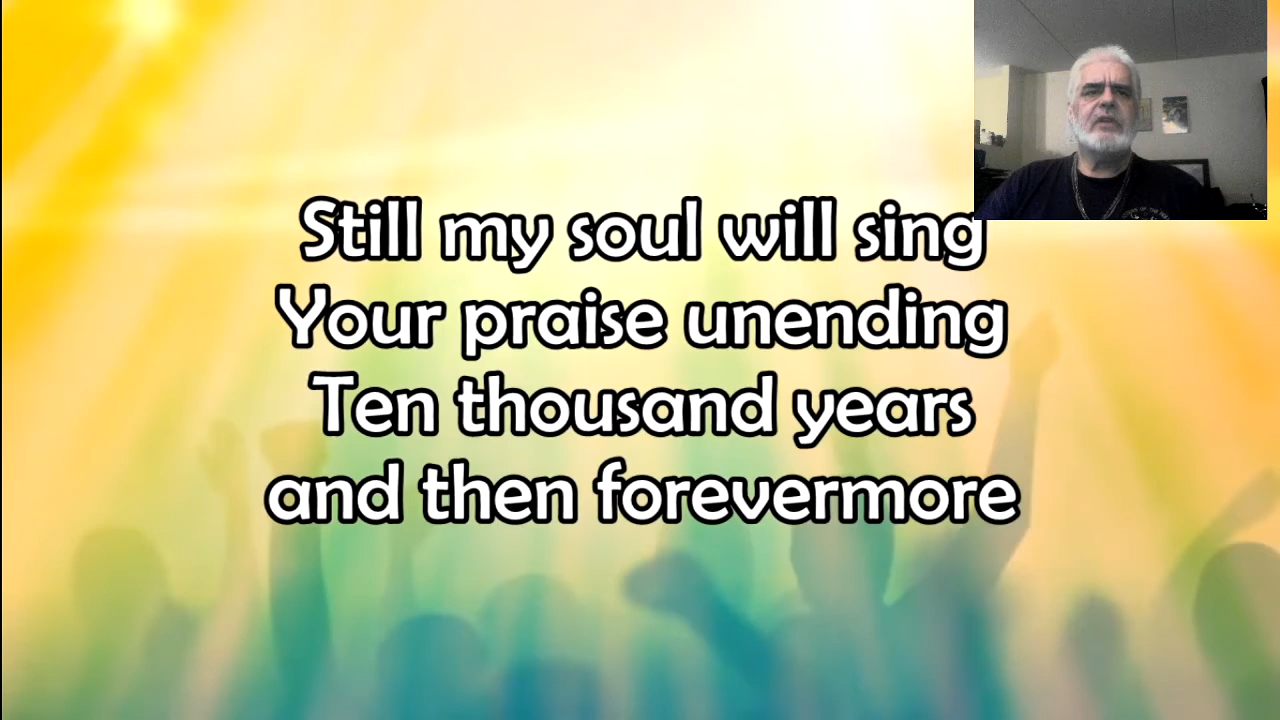 Still my soul will sing
Your praise unending
Ten thousand years
and then forevermore